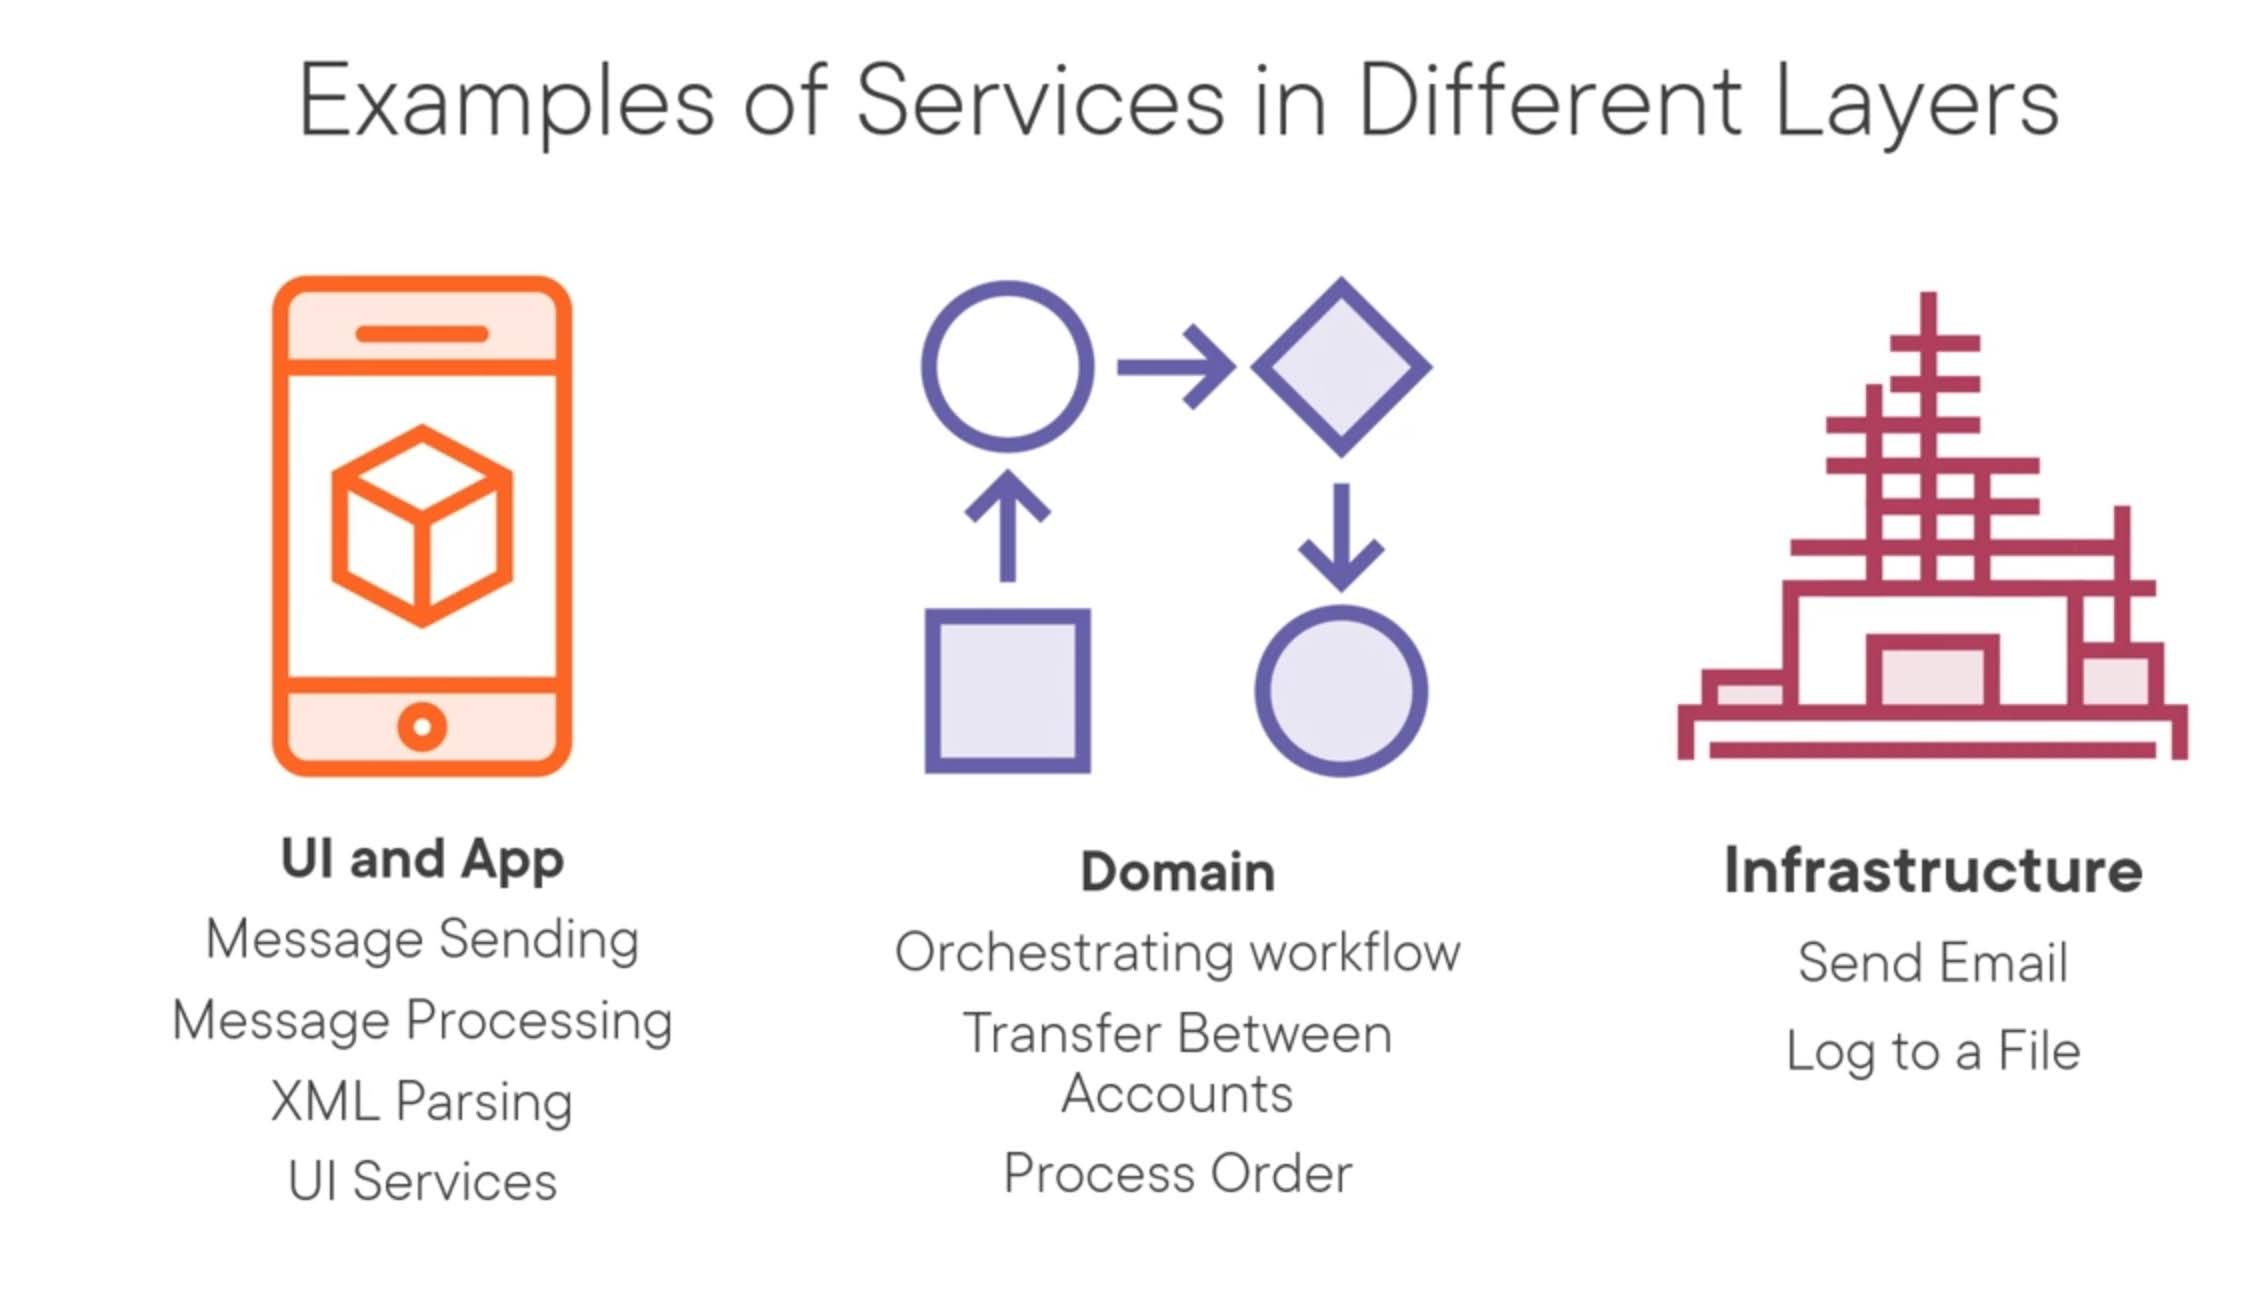 Examples of Services in Different Layers
UI and App
Message Sending
Message Processing
XML Parsing
UI Services
Domain
Orchestrating workflow
Transfer Between
Accounts
Process Order
Infrastructure
Send Email
Log to a File